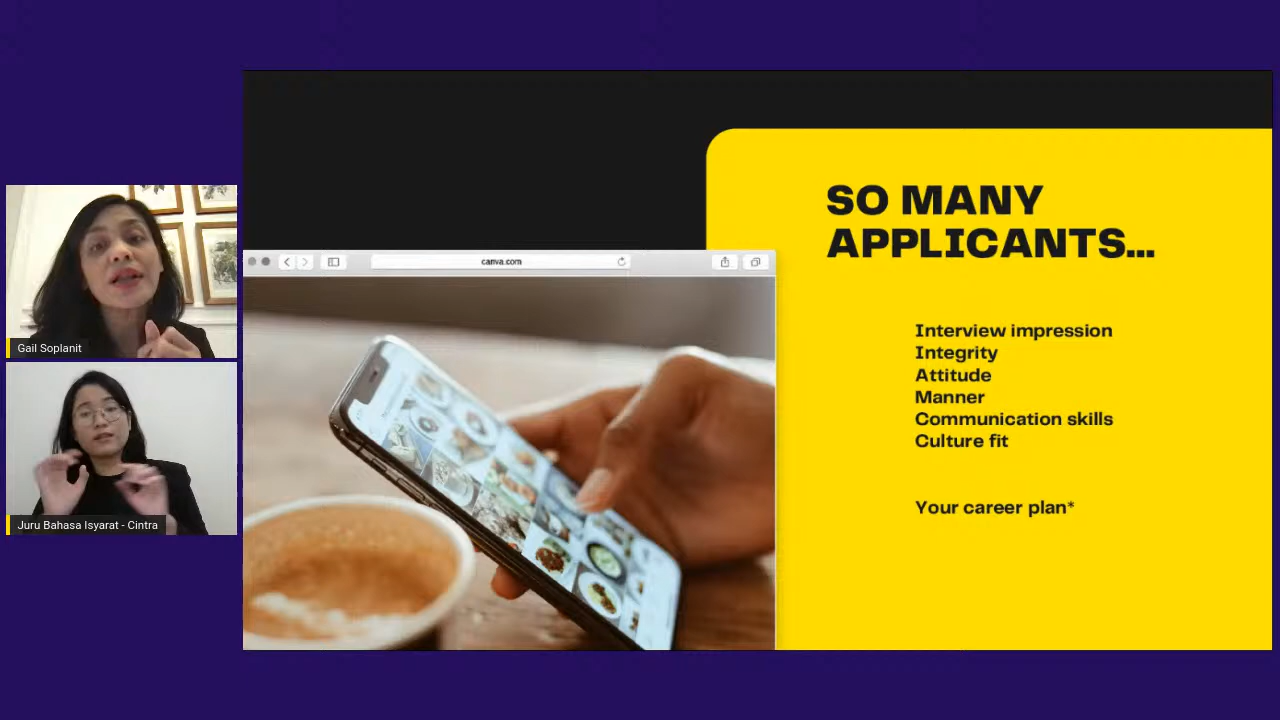 Gail Soplanit
Juru Bahasa Isyarat - Cintra
canva.com
SO MANY
APPLICANTS...
Interview impression
Integrity
Attitude
Manner
Communication skills
Culture fit
Your career plan*